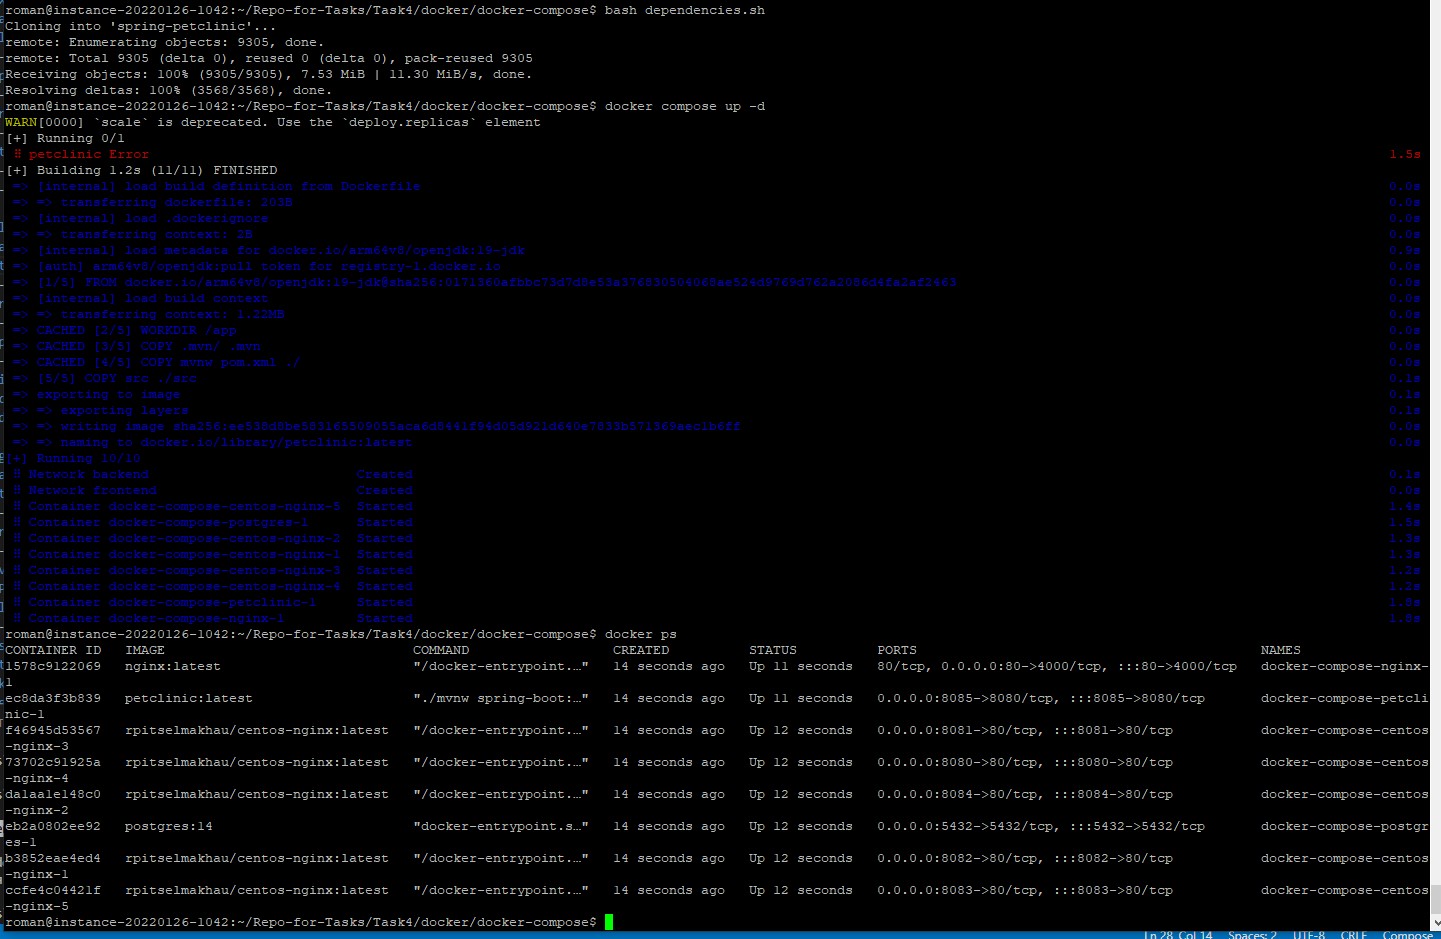 roman@instance-20220126-1042:~/Repo-for-Tasks/Task4/docker/docker-compose$ bash dependencies.sh
Cloning into 'spring-petclinic'...
remote: Enumerating objects: 9305, done.
remote: Total 9305 (delta 0), reused 0 (delta 0), pack-reused 9305
Receiving objects: 100% (9305/9305), 7.53 MiB | 11.30 MiB/s, done.
Resolving deltas: 100% (3568/3568), done.
roman@instance-20220126-1042:~/Repo-for-Tasks/Task4/docker/docker-compose$ docker compose up -d
WARN[0000] `scale` is deprecated. Use the `deploy.replicas` element
[+] Running 0/1
⠿ petclinic Error 1.5s
[+] Building 1.2s (11/11) FINISHED
=> [internal] load build definition from Dockerfile 0.0s
=> => transferring dockerfile: 203B 0.0s
=> [internal] load .dockerignore 0.0s
=> => transferring context: 2B 0.0s
=> [internal] load metadata for docker.io/arm64v8/openjdk:19-jdk 0.9s
=> [auth] arm64v8/openjdk:pull token for registry-1.docker.io 0.0s
=> [1/5] FROM 0.0s
=> [internal] load build context 0.0s
=> => transferring context: 1.22MB 0.0s
=> CACHED [2/5] WORKDIR /app 0.0s
=> CACHED [3/5] COPY .mvn/ .mvn 0.0s
=> CACHED [4/5] COPY mvnw pom.xml ./ 0.0s
=> [5/5] COPY src ./src 0.1s
=> exporting to image 0.1s
=> => exporting layers 0.1s
=> => writing image 0.0s
=> => naming to docker.io/library/petclinic:latest 0.0s
[+] Running 10/10
⠿ Network backend Created 0.1s
⠿ Network frontend Created 0.0s
⠿ Container docker-compose-centos-nginx-5 Started 1.4s
⠿ Container docker-compose-postgres-1 Started 1.5s
⠿ Container docker-compose-centos-nginx-2 Started 1.3s
⠿ Container docker-compose-centos-nginx-1 Started 1.3s
⠿ Container docker-compose-centos-nginx-3 Started 1.2s
⠿ Container docker-compose-centos-nginx-4 Started 1.2s
⠿ Container docker-compose-petclinic-1 Started
⠿ Container docker-compose-nginx-1 Started
roman@instance-20220126-1042:~/Repo-for-Tasks/Task4/docker/docker-compose$ docker ps
CONTAINER ID IMAGE COMMAND CREATED STATUS PORTS NAMES
1578c9122069 nginx:latest "/docker-entrypoint.…" 14 seconds ago Up 11 seconds 80/tcp, 0.0.0.0:80->4000/tcp, :::80->4000/tcp docker-compose-nginx-
1
ec8da3f3b839 petclinic:latest "./mvnw spring-boot:…" 14 seconds ago Up 11 seconds 0.0.0.0:8085->8080/tcp, :::8085->8080/tcp docker-compose-petcli
nic-1
f46945d53567 rpitselmakhau/centos-nginx:latest "/docker-entrypoint.…" 14 seconds ago Up 12 seconds 0.0.0.0:8081->80/tcp, :::8081->80/tcp docker-compose-centos
-nginx-3
73702c91925a rpitselmakhau/centos-nginx:latest "/docker-entrypoint.…" 14 seconds ago Up 12 seconds 0.0.0.0:8080->80/tcp, :::8080->80/tcp docker-compose-centos
-nginx-4
da1aa1e148c0 rpitselmakhau/centos-nginx:latest "/docker-entrypoint.…" 14 seconds ago Up 12 seconds 0.0.0.0:8084->80/tcp, :::8084->80/tcp docker-compose-centos
-nginx-2
eb2a0802ee92 postgres:14 "docker-entrypoint.s…" 14 seconds ago Up 12 seconds 0.0.0.0:5432->5432/tcp, :::5432->5432/tcp docker-compose-postgr
es-1
b3852eae4ed4 rpitselmakhau/centos-nginx:latest "/docker-entrypoint.…" 14 seconds ago Up 12 seconds 0.0.0.0:8082->80/tcp, :::8082->80/tcp docker-compose-centos
-nginx-1
ccfe4c04421f rpitselmakhau/centos-nginx:latest "/docker-entrypoint.…" 14 seconds ago Up 12 seconds 0.0.0.0:8083->80/tcp, :::8083->80/tcp docker-compose-centos
-nginx-5
roman@instance-20220126-1042:~/Repo-for-Tasks/Task4/docker/docker-compose$
Ln 28, Col 14 Spaces: 2 UTF-8 CRLF Compose